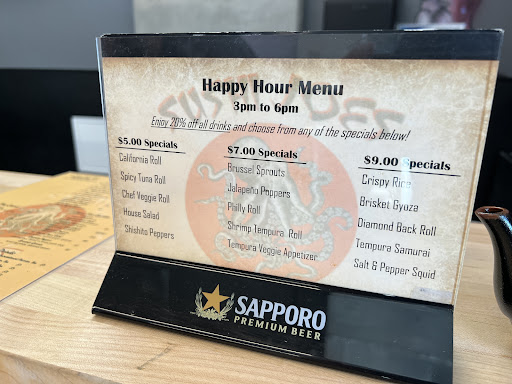 Happy Hour Menu
3pm to 6pm
Enjoy 20% off all drinks and choose from any of the specials below!
$5.00 Specials
California Roll
Spicy Tuna Roll
Chef Veggie Roll
House Salad
Shishito Peppers
$7.00 Specials
Brussel Sprouts
Jalapeño Poppers
Philly Roll
Shrimp Tempura Roll
Tempura Veggie Appetizer
$9.00 Specials
Crispy Rice
Brisket Gyoza
Diamond Back Roll
Tempura Samurai
Salt & Pepper Squid
SAPPORO
PREMIUM BEER